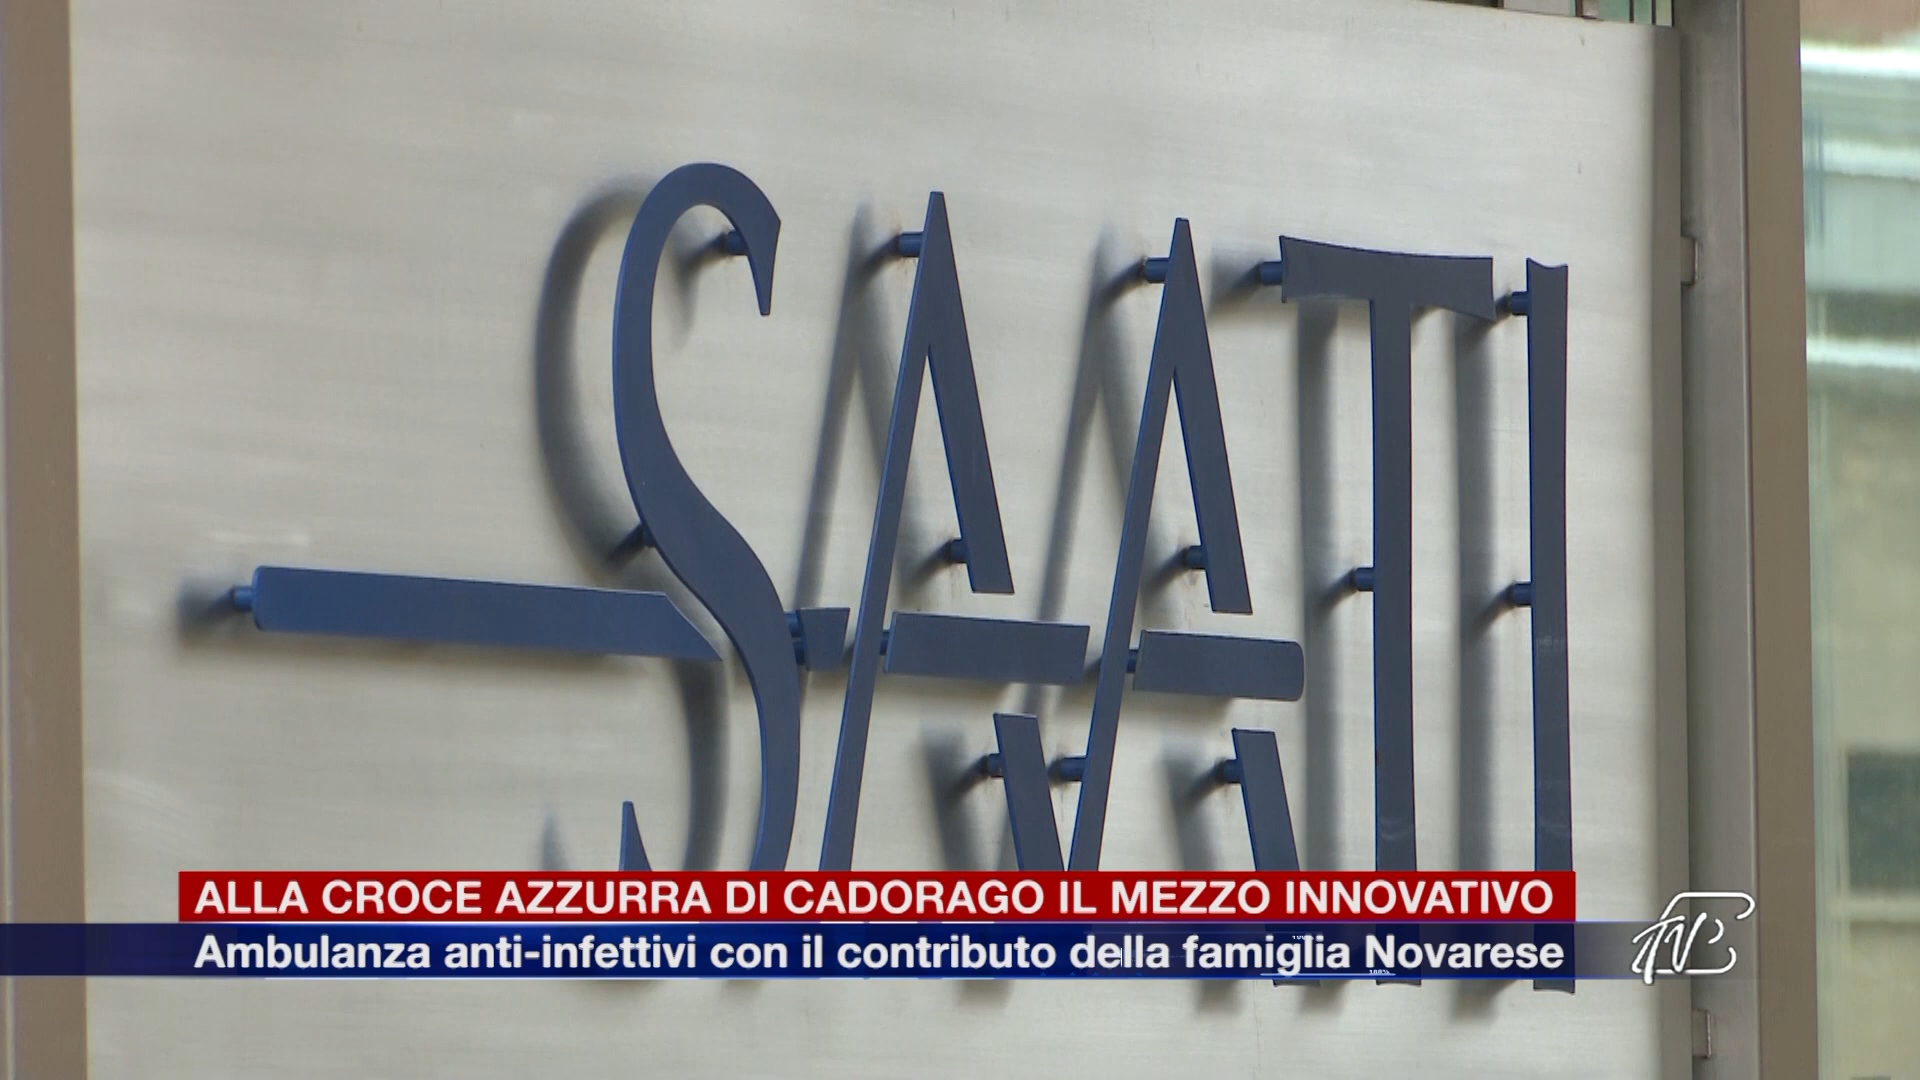 SAATI
ALLA CROCE AZZURRA DI CADORAGO IL MEZZO INNOVATIVO
Ambulanza anti-infettivi con il contributo della famiglia Novarese